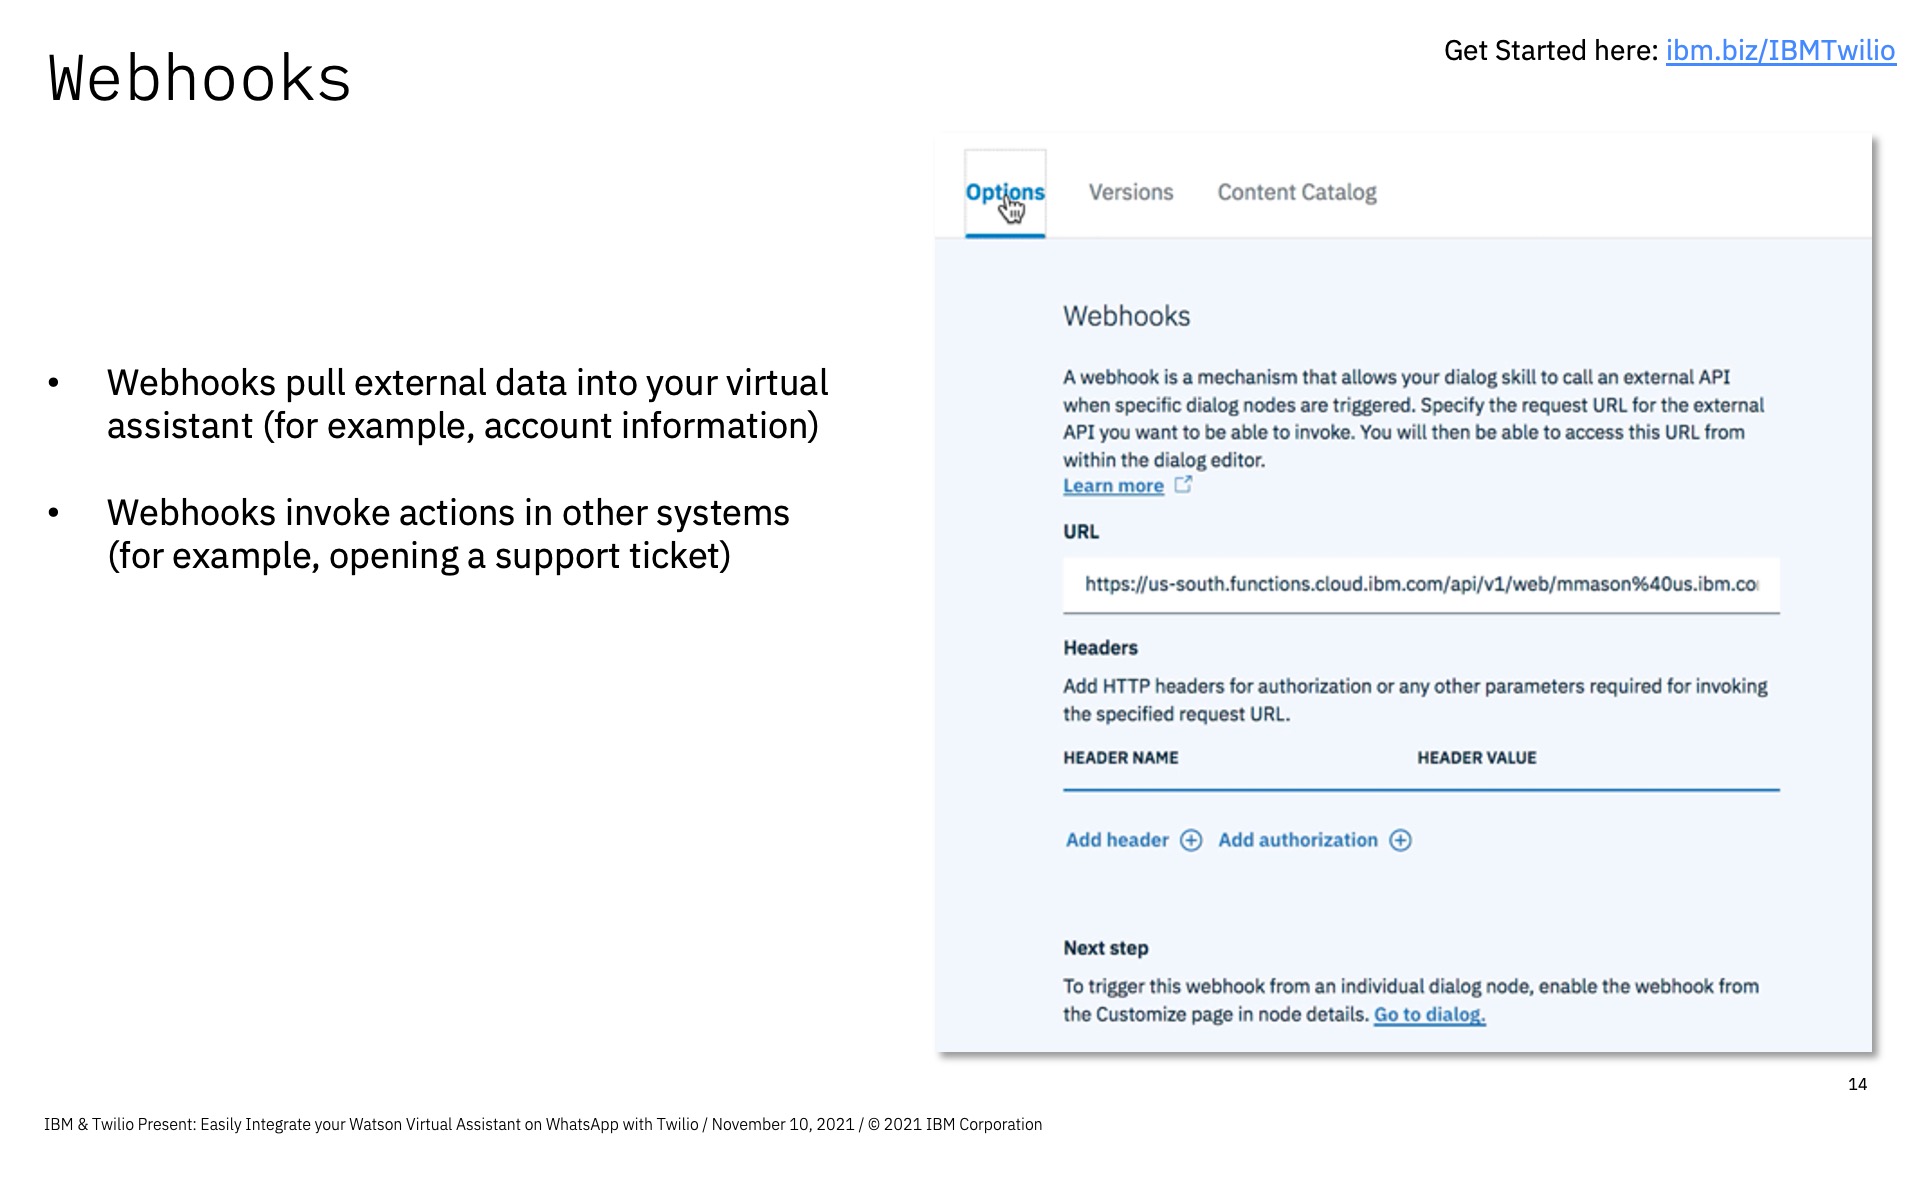 Webhooks
Get Started here: ibm.biz/IBMTwilio
• Webhooks pull external data into your virtual
assistant (for example, account information)
• Webhooks invoke actions in other systems
(for example, opening a support ticket)
Options Versions Content Catalog
Webhooks
A webhook is a mechanism that allows your dialog skill to call an external API
when specific dialog nodes are triggered. Specify the request URL for the external
API you want to be able to invoke. You will then be able to access this URL from
within the dialog editor.
Learn more
URL
https://us-south.functions.cloud.ibm.com/api/v1/web/mmason%40us.ibm.co
Headers
Add HTTP headers for authorization or any other parameters required for invoking
the specified request URL.
HEADER NAME HEADER VALUE
Add header Add authorization
Next step
To trigger this webhook from an individual dialog node, enable the webhook from
the Customize page in node details. Go to dialog.
14
IBM & Twilio Present: Easily Integrate your Watson Virtual Assistant on WhatsApp with Twilio / November 10, 2021 / © 2021 IBM Corporation